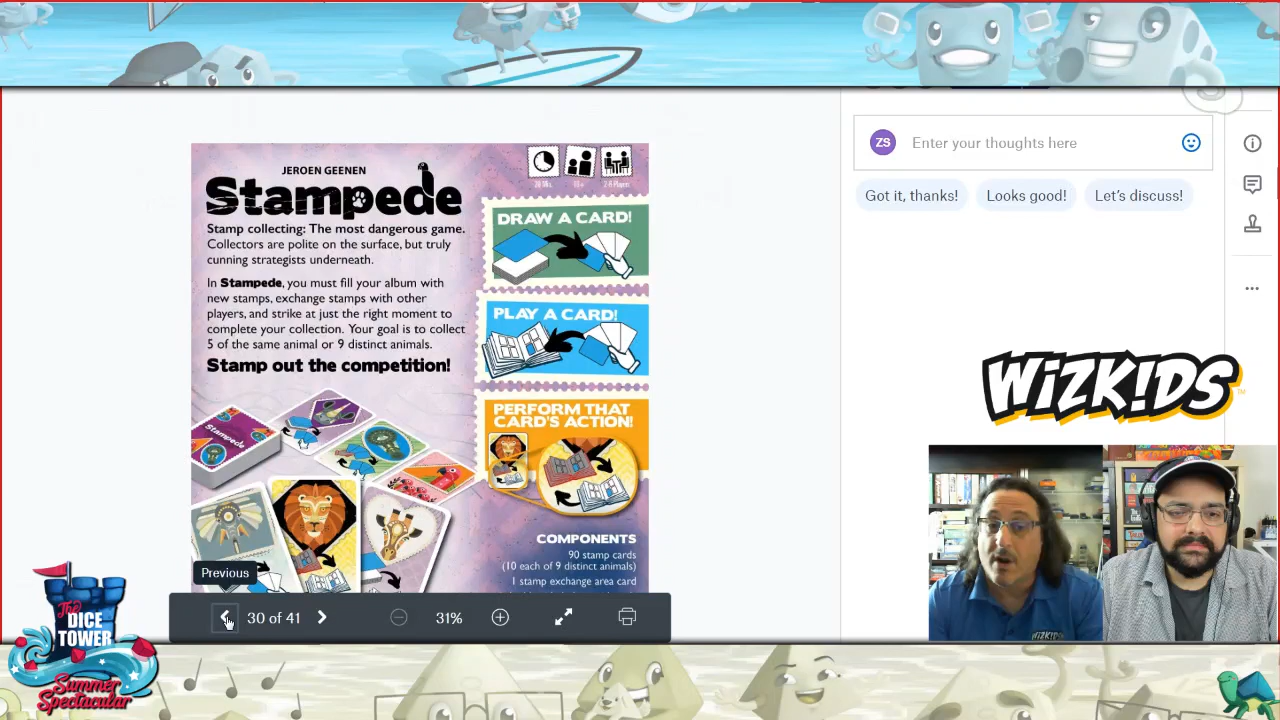 JEROEN GEENEN
Stampede
Stamp collecting: The most dangerous game.
Collectors are polite on the surface, but truly
cunning strategists underneath.
In Stampede, you must fill your album with
new stamps, exchange stamps with other
players, and strike at just the right moment to
complete your collection. Your goal is to collect
5 of the same animal or 9 distinct animals.
Stamp out the competition!
DRAW A CARD!
PLAY A CARD!
PERFORM THAT
CARD'S ACTION!
Stampede
COMPONENTS
90 stamp cards
(10 each of 9 distinct animals)
1 stamp exchange area card
Previous
30 of 41
31%
ZS
Enter your thoughts here
Got it, thanks!
Looks good!
Let's discuss!
WIZK!DS
TM
WIZKIDS
The
DICE
TOWER
Summer
Spectacular